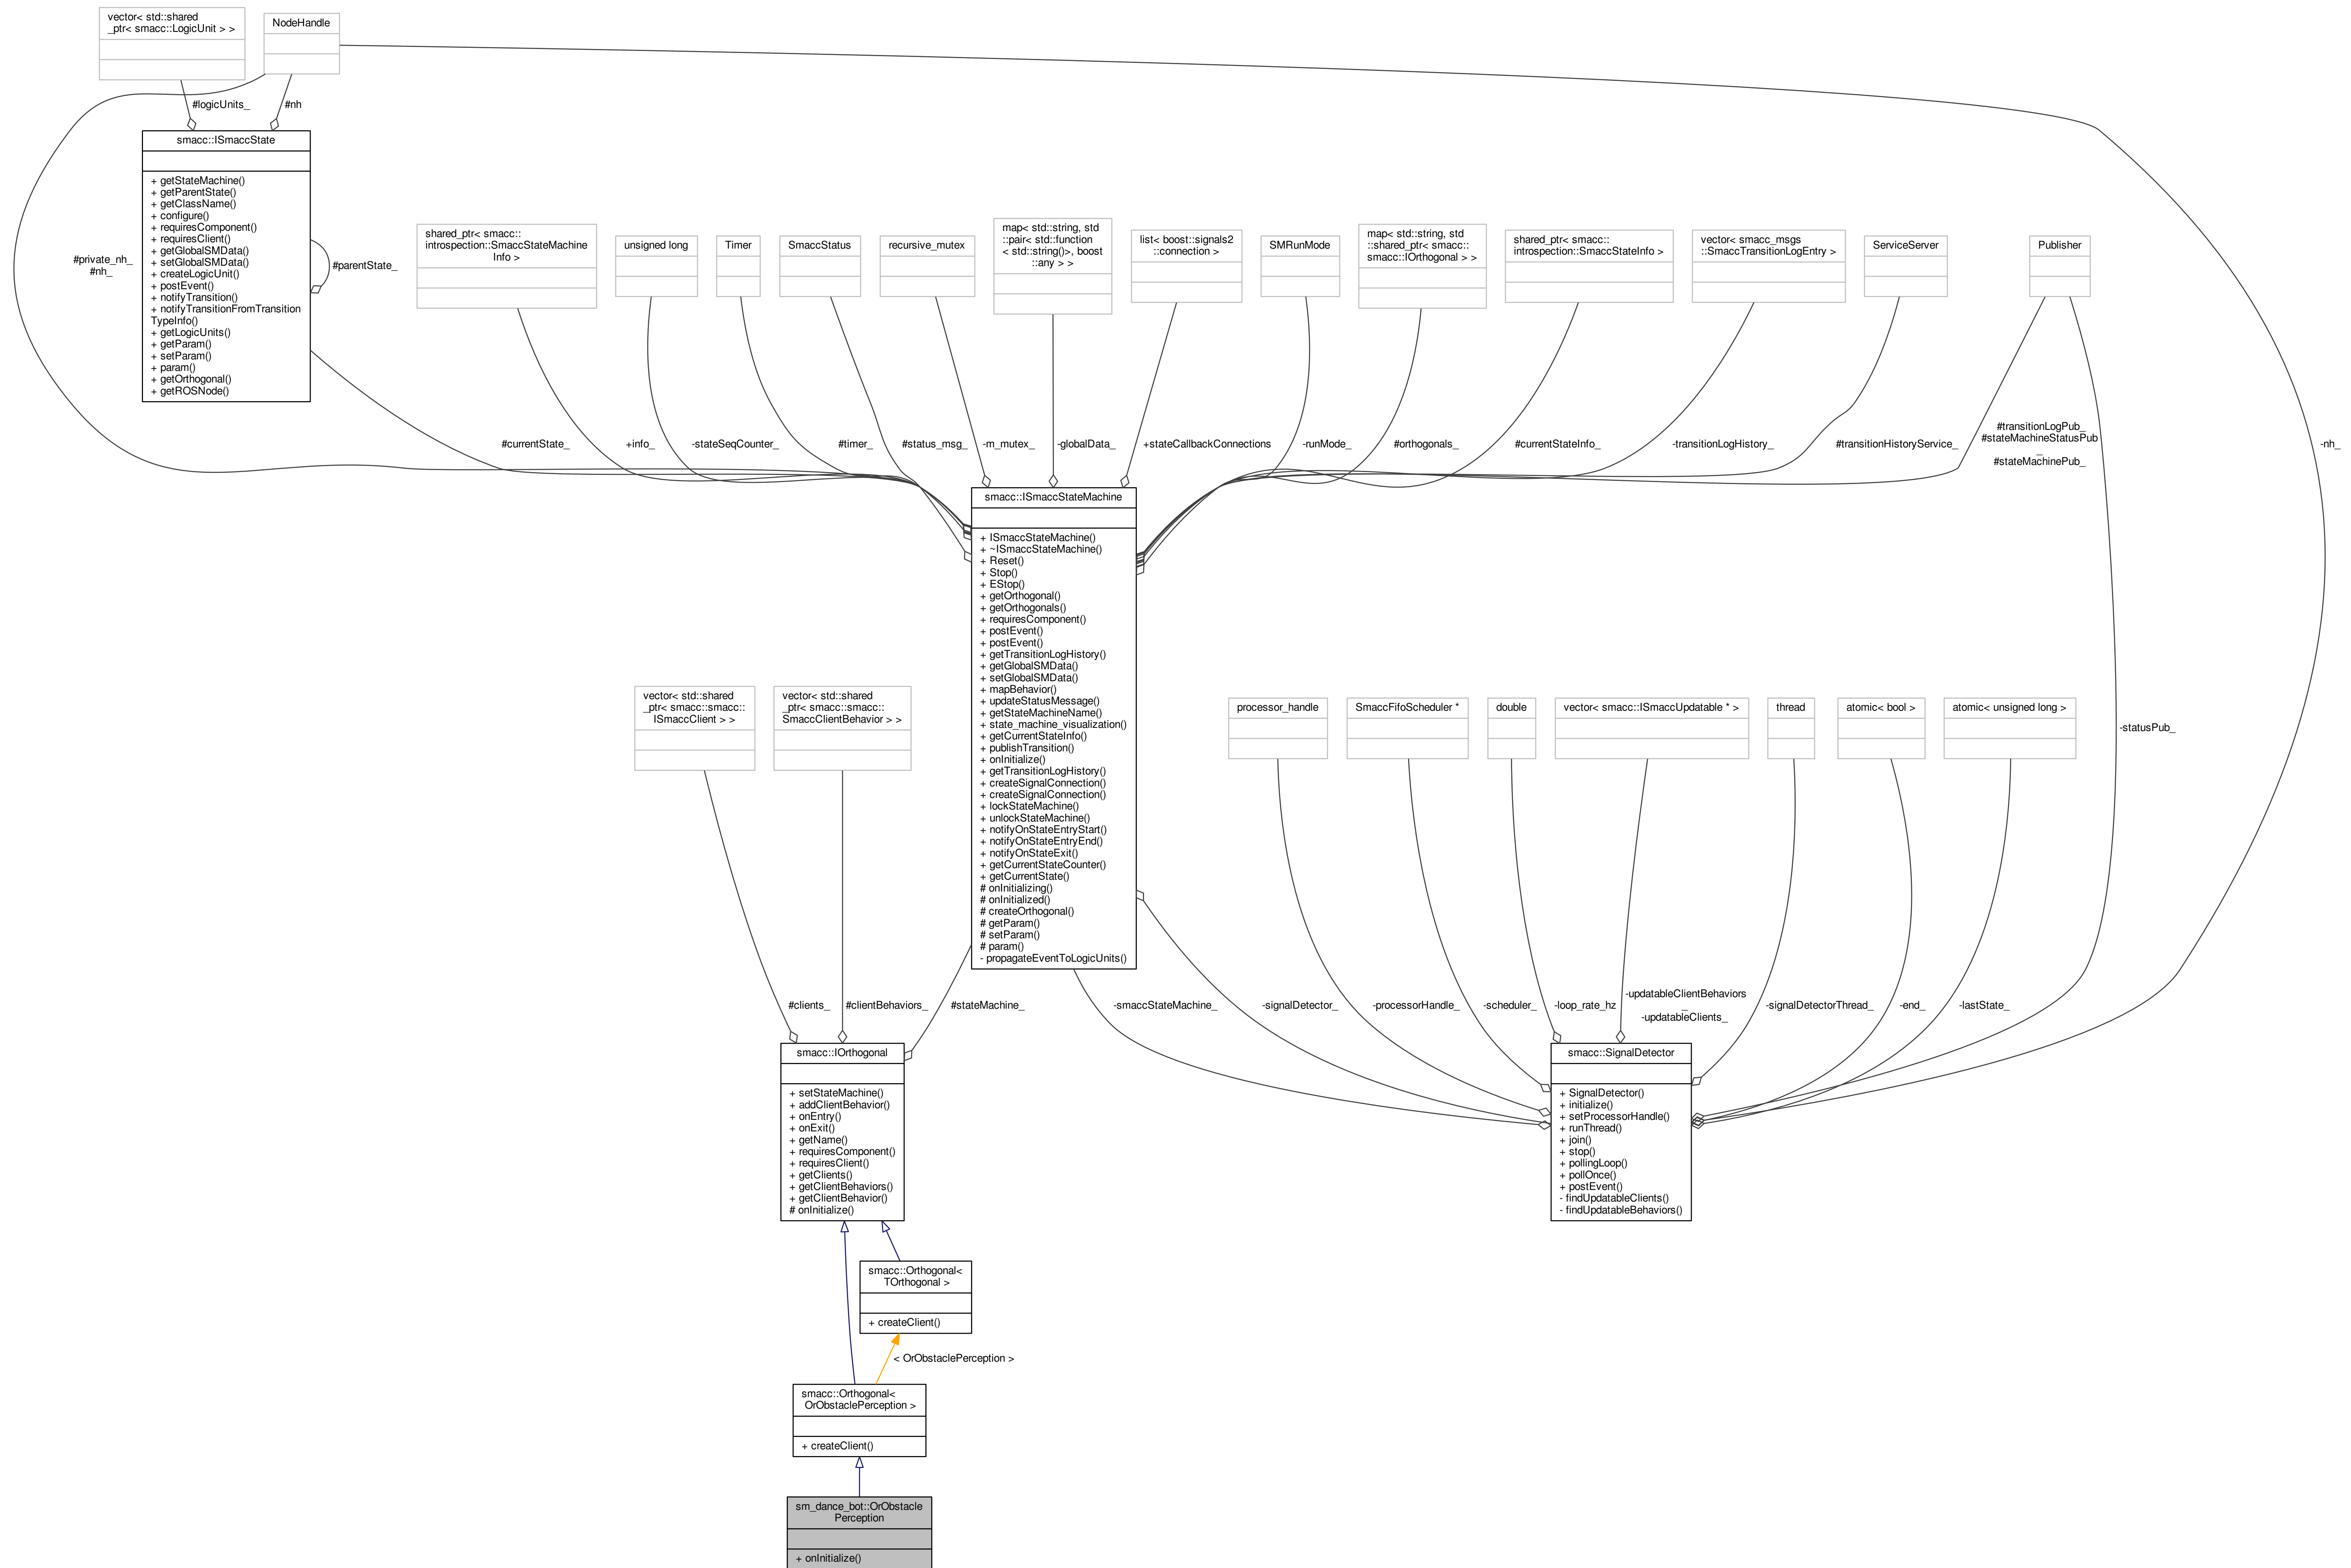 vector< std::shared
_ptr< smacc::LogicUnit > >
NodeHandle
#logicUnits_
#nh
smacc::ISmaccState
+ getStateMachine()
+ getParentState()
+ getClassName()
+ configure()
+ requiresComponent()
+ requiresClient()
+ getGlobalSMData()
+ setGlobalSMData()
+ createLogicUnit()
+ postEvent()
+ notifyTransition()
+ notifyTransitionFromTransition
TypeInfo()
+ getLogicUnits()
+ getParam()
+ setParam()
+ param()
+ getOrthogonal()
+ getROSNode()
#private_nh_
#nh_
#parentState_
shared_ptr< smacc::
introspection::SmaccStateMachine
Info >
unsigned long
Timer
SmaccStatus
recursive_mutex
map< std::string, std
::pair< std::function
< std::string()>, boost
::any > >
list< boost::signals2
::connection >
SMRunMode
map< std::string, std
::shared_ptr< smacc::
smacc::IOrthogonal > >
shared_ptr< smacc::
introspection::SmaccStateInfo >
vector< smacc_msgs
::SmaccTransitionLogEntry >
ServiceServer
Publisher
#currentState_
+info_
-stateSeqCounter_
#timer_
#status_msg_
-m_mutex_
-globalData_
+stateCallbackConnections
-runMode_
#orthogonals_
#currentStateInfo_
-transitionLogHistory_
#transitionHistoryService_
#transitionLogPub_
#stateMachineStatusPub
_
#stateMachinePub_
-nh_
smacc::ISmaccStateMachine
+ ISmaccStateMachine()
+ ~ISmaccStateMachine()
+ Reset()
+ Stop()
+ EStop()
+ getOrthogonal()
+ getOrthogonals()
+ requiresComponent()
+ postEvent()
+ postEvent()
+ getTransitionLogHistory()
+ getGlobalSMData()
+ setGlobalSMData()
+ mapBehavior()
+ updateStatusMessage()
+ getStateMachineName()
+ state_machine_visualization()
+ getCurrentStateInfo()
+ publishTransition()
+ onInitialize()
+ getTransitionLogHistory()
+ createSignalConnection()
+ createSignalConnection()
+ lockStateMachine()
+ unlockStateMachine()
+ notifyOnStateEntryStart()
+ notifyOnStateEntryEnd()
+ notifyOnStateExit()
+ getCurrentStateCounter()
+ getCurrentState()
# onInitializing()
# onInitialized()
# createOrthogonal()
# getParam()
# setParam()
# param()
- propagateEventToLogicUnits()
vector< std::shared
_ptr< smacc::smacc::
ISmaccClient > >
vector< std::shared
_ptr< smacc::smacc::
SmaccClientBehavior > >
processor_handle
SmaccFifoScheduler *
double
vector< smacc::ISmaccUpdatable * >
thread
atomic< bool >
atomic< unsigned long >
-statusPub_
#clients_
#clientBehaviors_
#stateMachine_
-smaccStateMachine_
-signalDetector_
-processorHandle_
-scheduler_
-loop_rate_hz
-updatableClientBehaviors
_
-updatableClients_
-signalDetectorThread_
-end_
-lastState_
smacc::IOrthogonal
+ setStateMachine()
+ addClientBehavior()
+ onEntry()
+ onExit()
+ getName()
+ requiresComponent()
+ requiresClient()
+ getClients()
+ getClientBehaviors()
+ getClientBehavior()
# onInitialize()
smacc::SignalDetector
+ SignalDetector()
+ initialize()
+ setProcessorHandle()
+ runThread()
+ join()
+ stop()
+ pollingLoop()
+ pollOnce()
+ postEvent()
- findUpdatableClients()
- findUpdatableBehaviors()
smacc::Orthogonal<
TOrthogonal >
+ createClient()
< OrObstaclePerception >
smacc::Orthogonal<
OrObstaclePerception >
+ createClient()
sm_dance_bot::OrObstacle
Perception
+ onInitialize()